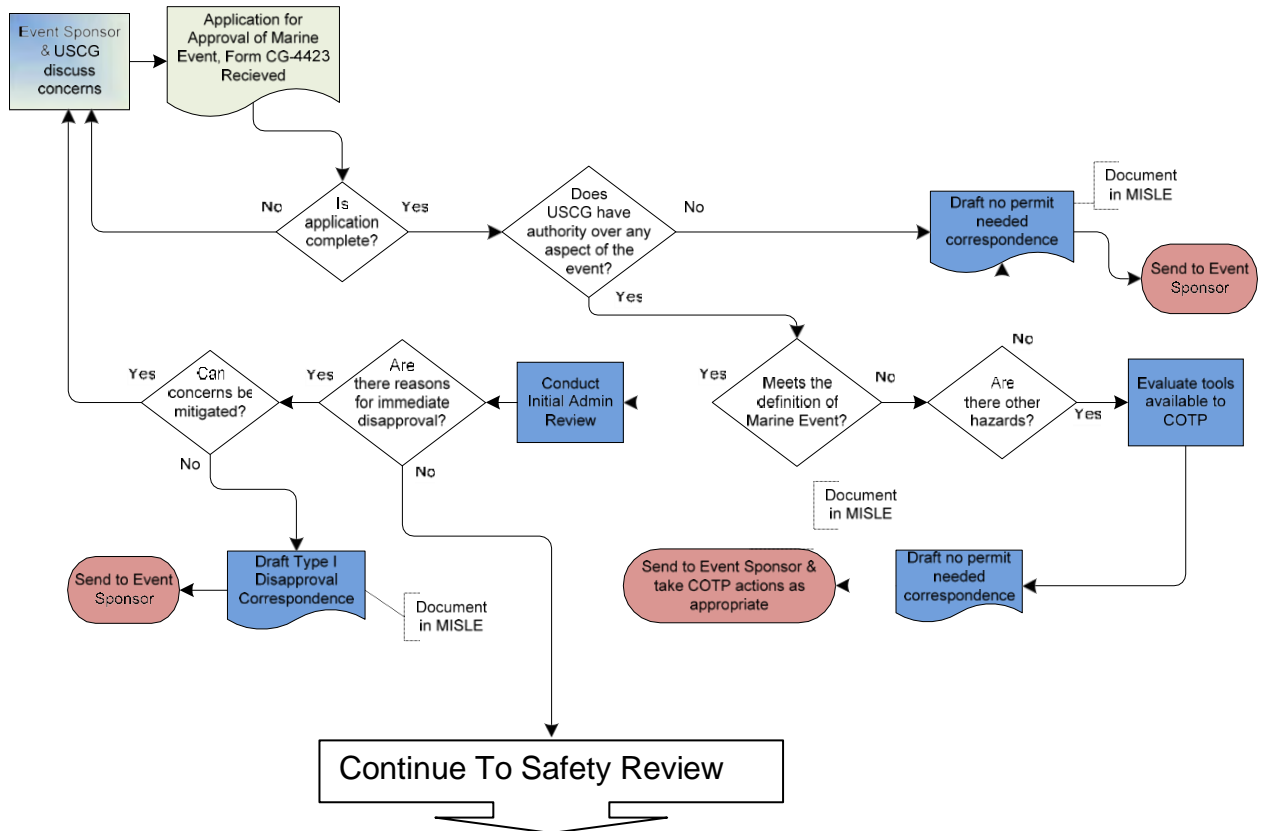 Event Sponsor
& USCG
discuss
concerns
Application for
Approval of Marine
Event, Form CG-4423
Recieved
No
Is
application
complete?
Yes
Does
USCG have
authority over any
aspect of the
event?
No
Yes
Draft no permit
needed
correspondence
Document
in MISLE
Send to Event
Sponsor
Yes
Can
concerns be
mitigated?
No
Yes
Are
there reasons
for immediate
disapproval?
No
Conduct
Initial Admin
Review
Yes
Meets the
definition of
Marine Event?
No
No
Are
there other
hazards?
Yes
Evaluate tools
available to
COTP
Document
in MISLE
Send to Event Sponsor &
take COTP actions as
appropriate
Draft no permit
needed
correspondence
Send to Event
Sponsor
Draft Type I
Disapproval
Correspondence
Document
in MISLE
Continue To Safety Review